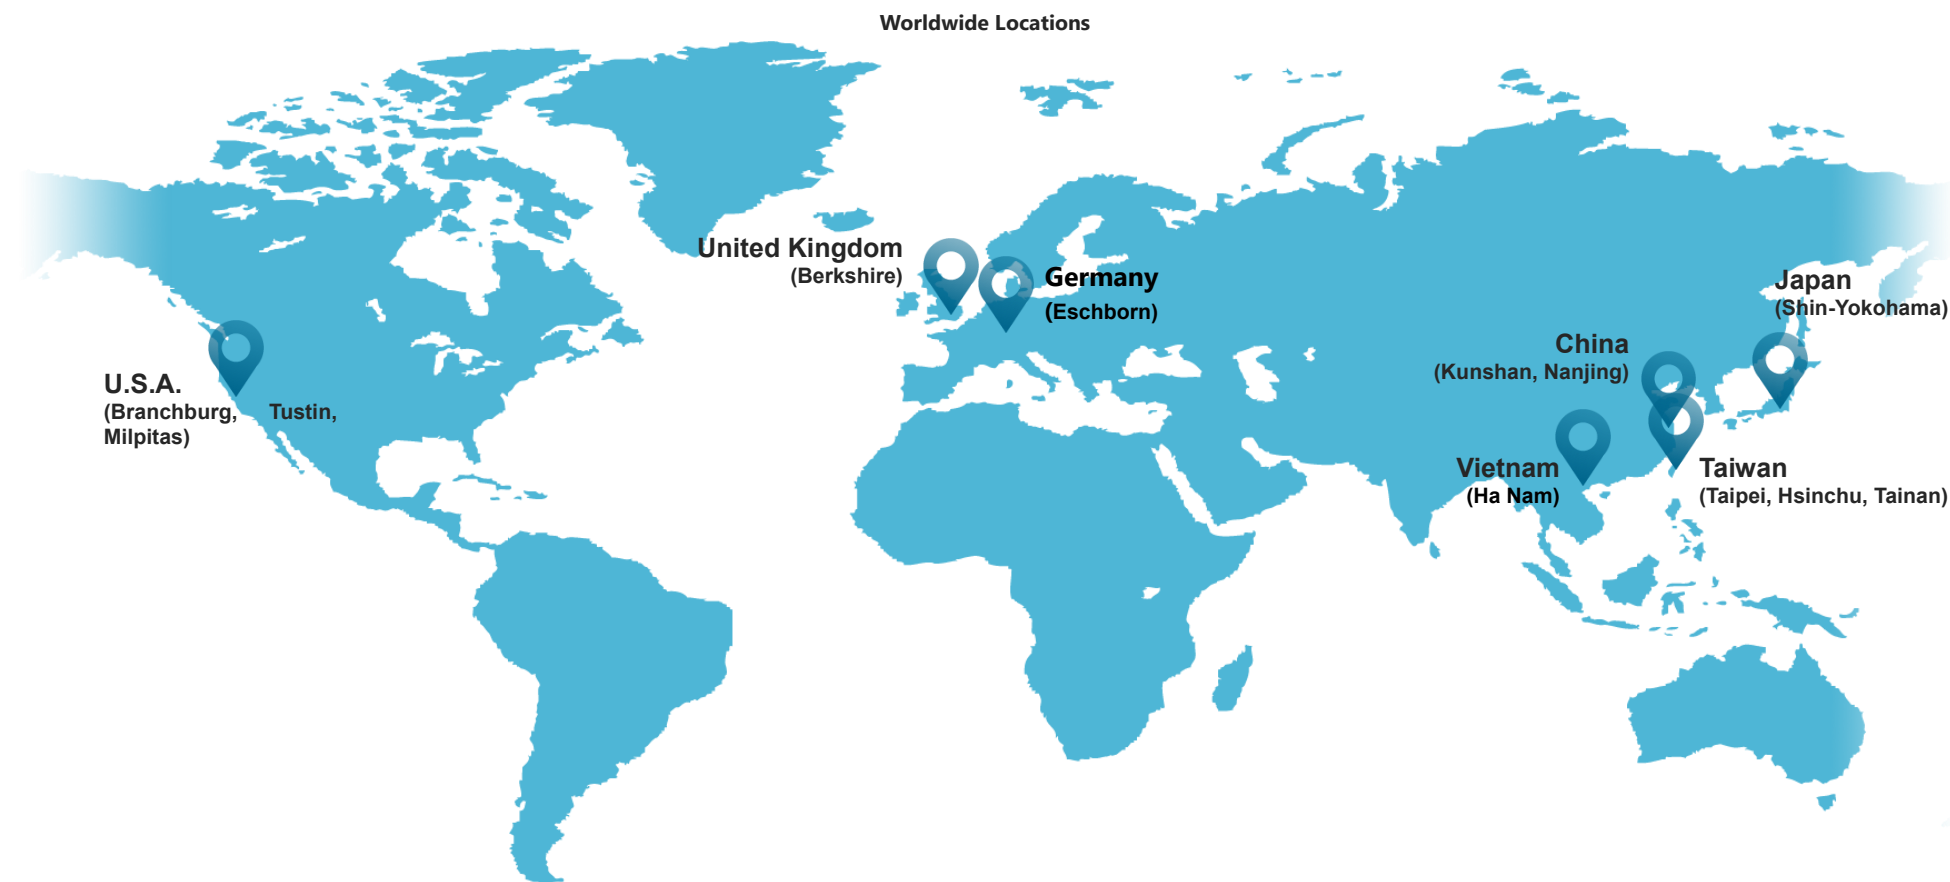 Worldwide Locations
United Kingdom
(Berkshire)
Germany
(Eschborn)
Japan
(Shin-Yokohama)
China
(Kunshan, Nanjing)
U.S.A.
(Branchburg, Tustin,
Milpitas)
Vietnam
(Ha Nam)
Taiwan
(Taipei, Hsinchu, Tainan)